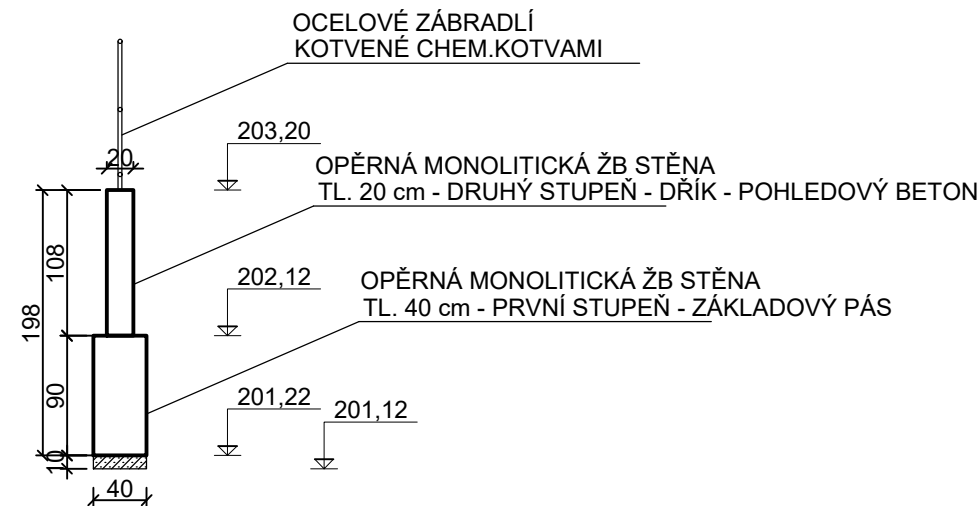 OCELOVÉ ZÁBRADLÍ
KOTVENÉ CHEM.KOTVAMI
203,20
20
OPĚRNÁ MONOLITICKÁ ŽB STĚNA
TL. 20 cm - DRUHÝ STUPEŇ - DŘÍK - POHLEDOVÝ BETON
108
202,12
OPĚRNÁ MONOLITICKÁ ŽB STĚNA
TL. 40 cm - PRVNÍ STUPEŇ - ZÁKLADOVÝ PÁS
198
90
201,22
201,12
10
40